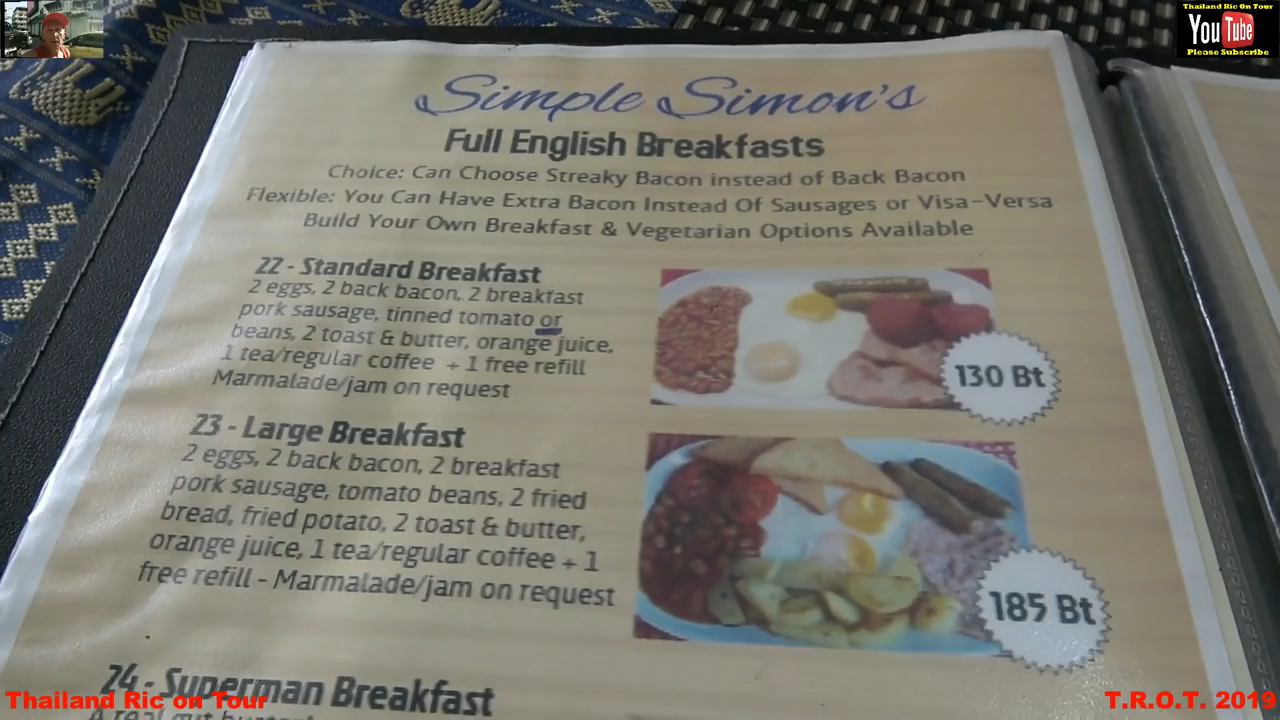 Thailand Ric On Tour
You Tube
Please Subscribe
Simple Simon's
Full English Breakfasts
Choice: Can Choose Streaky Bacon instead of Back Bacon
Flexible: You Can Have Extra Bacon Instead Of Sausages or Visa-Versa
Build Your Own Breakfast & Vegetarian Options Available
22 - Standard Breakfast
2 eggs, 2 back bacon, 2 breakfast
pork sausage, tinned tomato or
beans, 2 toast & butter, orange juice,
1 tea/regular coffee + 1 free refill
Marmalade/jam on request
130 Bt
23 - Large Breakfast
2 eggs, 2 back bacon, 2 breakfast
pork sausage, tomato beans, 2 fried
bread, fried potato, 2 toast & butter,
orange juice, 1 tea/regular coffee + 1
free refill - Marmalade/jam on request
185 Bt
24 - Superman Breakfast
A real gut
Thailand Ric on Tour
T.R.O.T. 2019